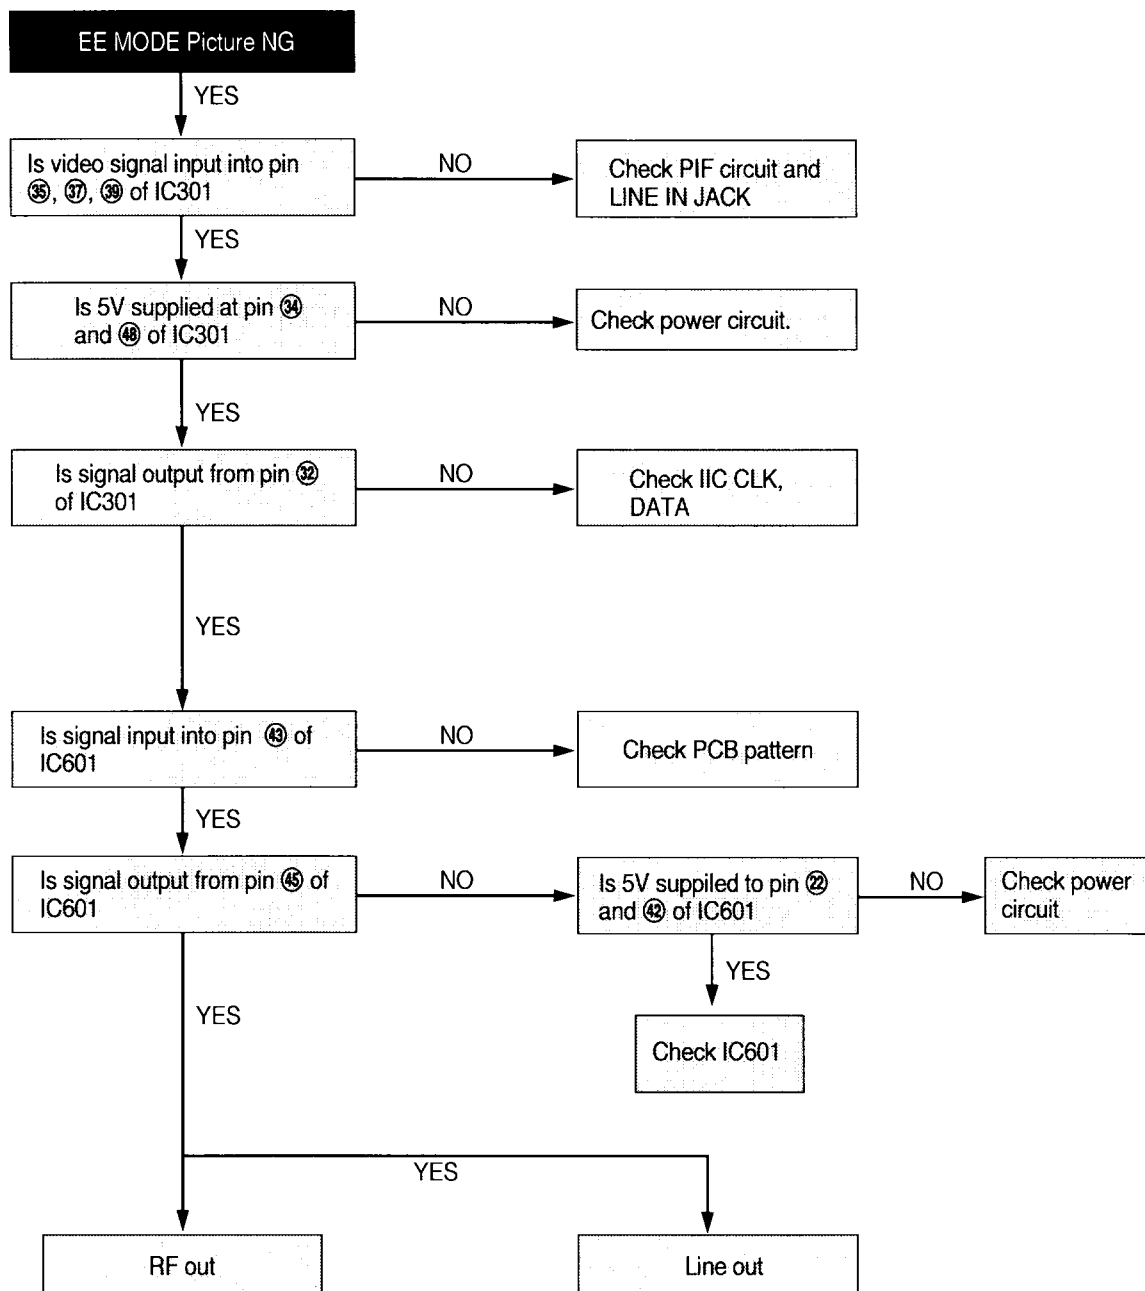 EE MODE Picture NG
YES
Is video signal input into pin
㉟, ㊲, ㊴ of IC301
NO
Check PIF circuit and
LINE IN JACK
YES
Is 5V supplied at pin ㉞
and ㊽ of IC301
NO
Check power circuit.
YES
Is signal output from pin ㉜
of IC301
NO
Check IIC CLK,
DATA
YES
Is signal input into pin ㊸ of
IC601
NO
Check PCB pattern
YES
Is signal output from pin ㊺ of
IC601
NO
Is 5V suppiled to pin ㉒
and ㊷ of IC601
NO
Check power
circuit
YES
YES
Check IC601
YES
RF out
Line out